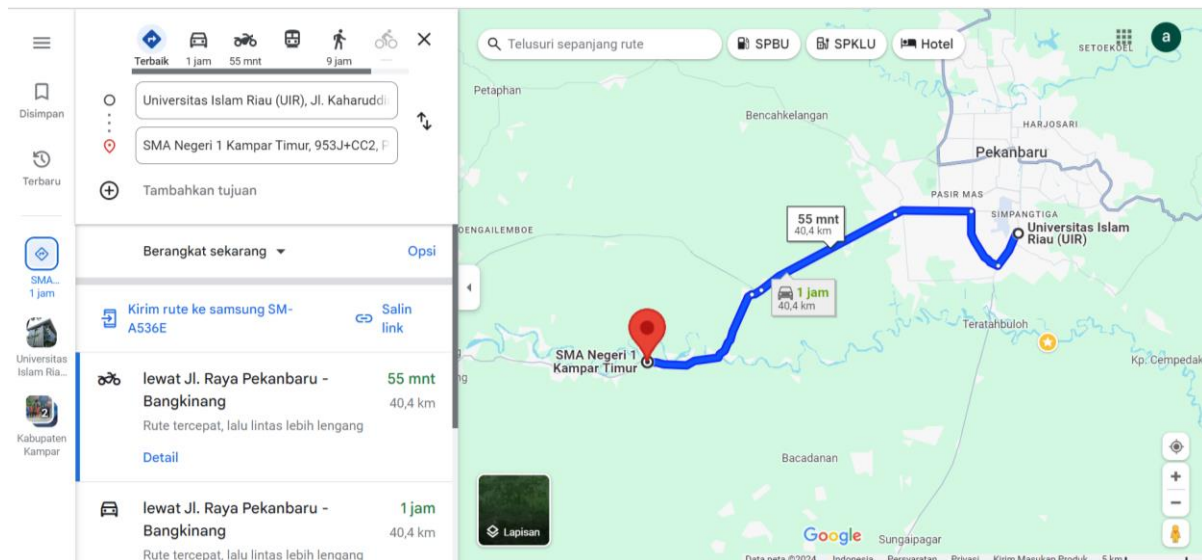 Terbaik
1 jam
55 mnt
9 jam
Disimpan
Terbaru
SMA...
1 jam
Universitas
Islam Ria...
2
Kabupaten
Kampar
Universitas Islam Riau (UIR), Jl. Kaharuddi
SMA Negeri 1 Kampar Timur, 953J+CC2, P
Tambahkan tujuan
Berangkat sekarang
Opsi
Kirim rute ke samsung SM-
A536E
Salin
link
lewat Jl. Raya Pekanbaru -
Bangkinang
55 mnt
40,4 km
Rute tercepat, lalu lintas lebih lengang
Detail
lewat Jl. Raya Pekanbaru -
Bangkinang
1 jam
40,4 km
Rute tercepat, lalu lintas lebih lengang
Telusuri sepanjang rute
SPBU
SPKLU
Hotel
a
SETOEKOEL
Petaphan
Bencahkelangan
HARJOSARI
Pekanbaru
PASIR MAS
SIMPANGTIGA
Universitas Islam
Riau (UIR)
55 mnt
40,4 km
1 jam
40,4 km
DENGAILEMBOE
SMA Negeri 1
Kampar Timur
ng
Teratahbuloh
Kp. Cempedak
Bacadanan
Sungaipagar
Lapisan
Google
Data peta ©2024 Indonesia Persyaratan Privasi Kirim Masukan Produk 5 km